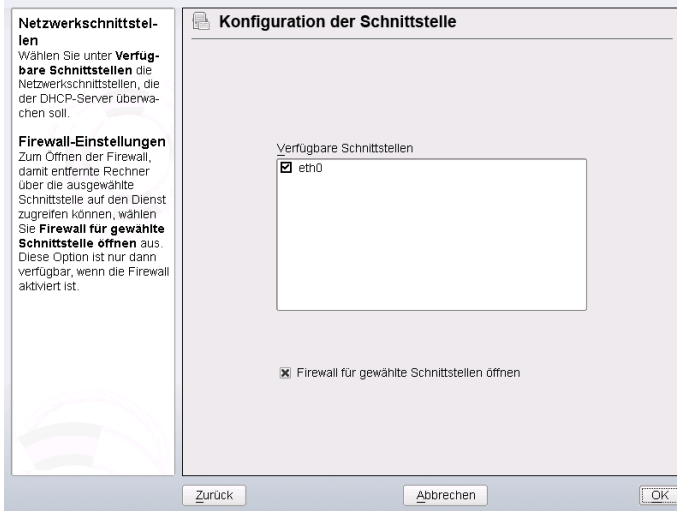 Netzwerkschnittstel-
len
Wählen Sie unter Verfüg-
bare Schnittstellen die
Netzwerkschnittstellen, die
der DHCP-Server überwa-
chen soll.
Firewall-Einstellungen
Zum Öffnen der Firewall,
damit entfernte Rechner
über die ausgewählte
Schnittstelle auf den Dienst
zugreifen können, wählen
Sie Firewall für gewählte
Schnittstelle öffnen aus.
Diese Option ist nur dann
verfügbar, wenn die Firewall
aktiviert ist.
Konfiguration der Schnittstelle
Verfügbare Schnittstellen
eth0
Firewall für gewählte Schnittstellen öffnen
Zurück
Abbrechen
OK